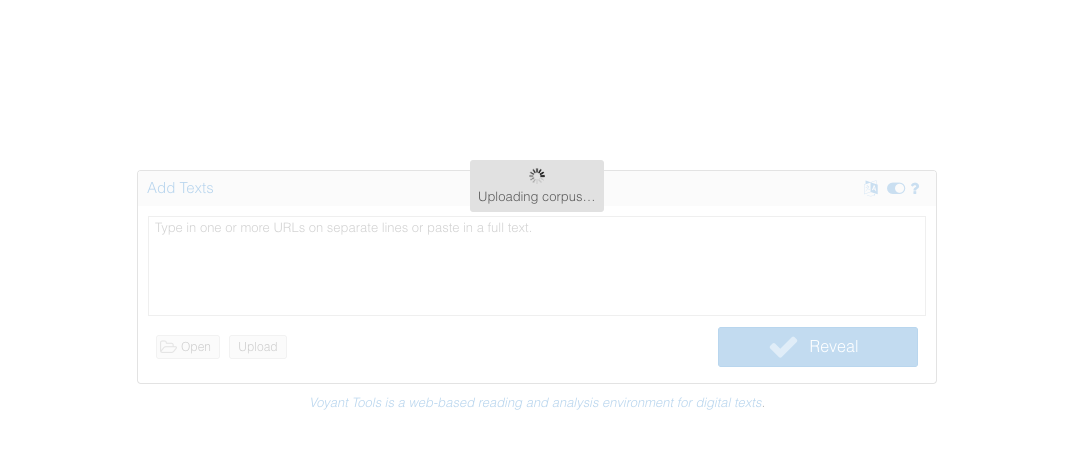 Uploading corpus...
Add Texts
?
Type in one or more URLs on separate lines or paste in a full text.
Open
Upload
Reveal
Voyant Tools is a web-based reading and analysis environment for digital texts.